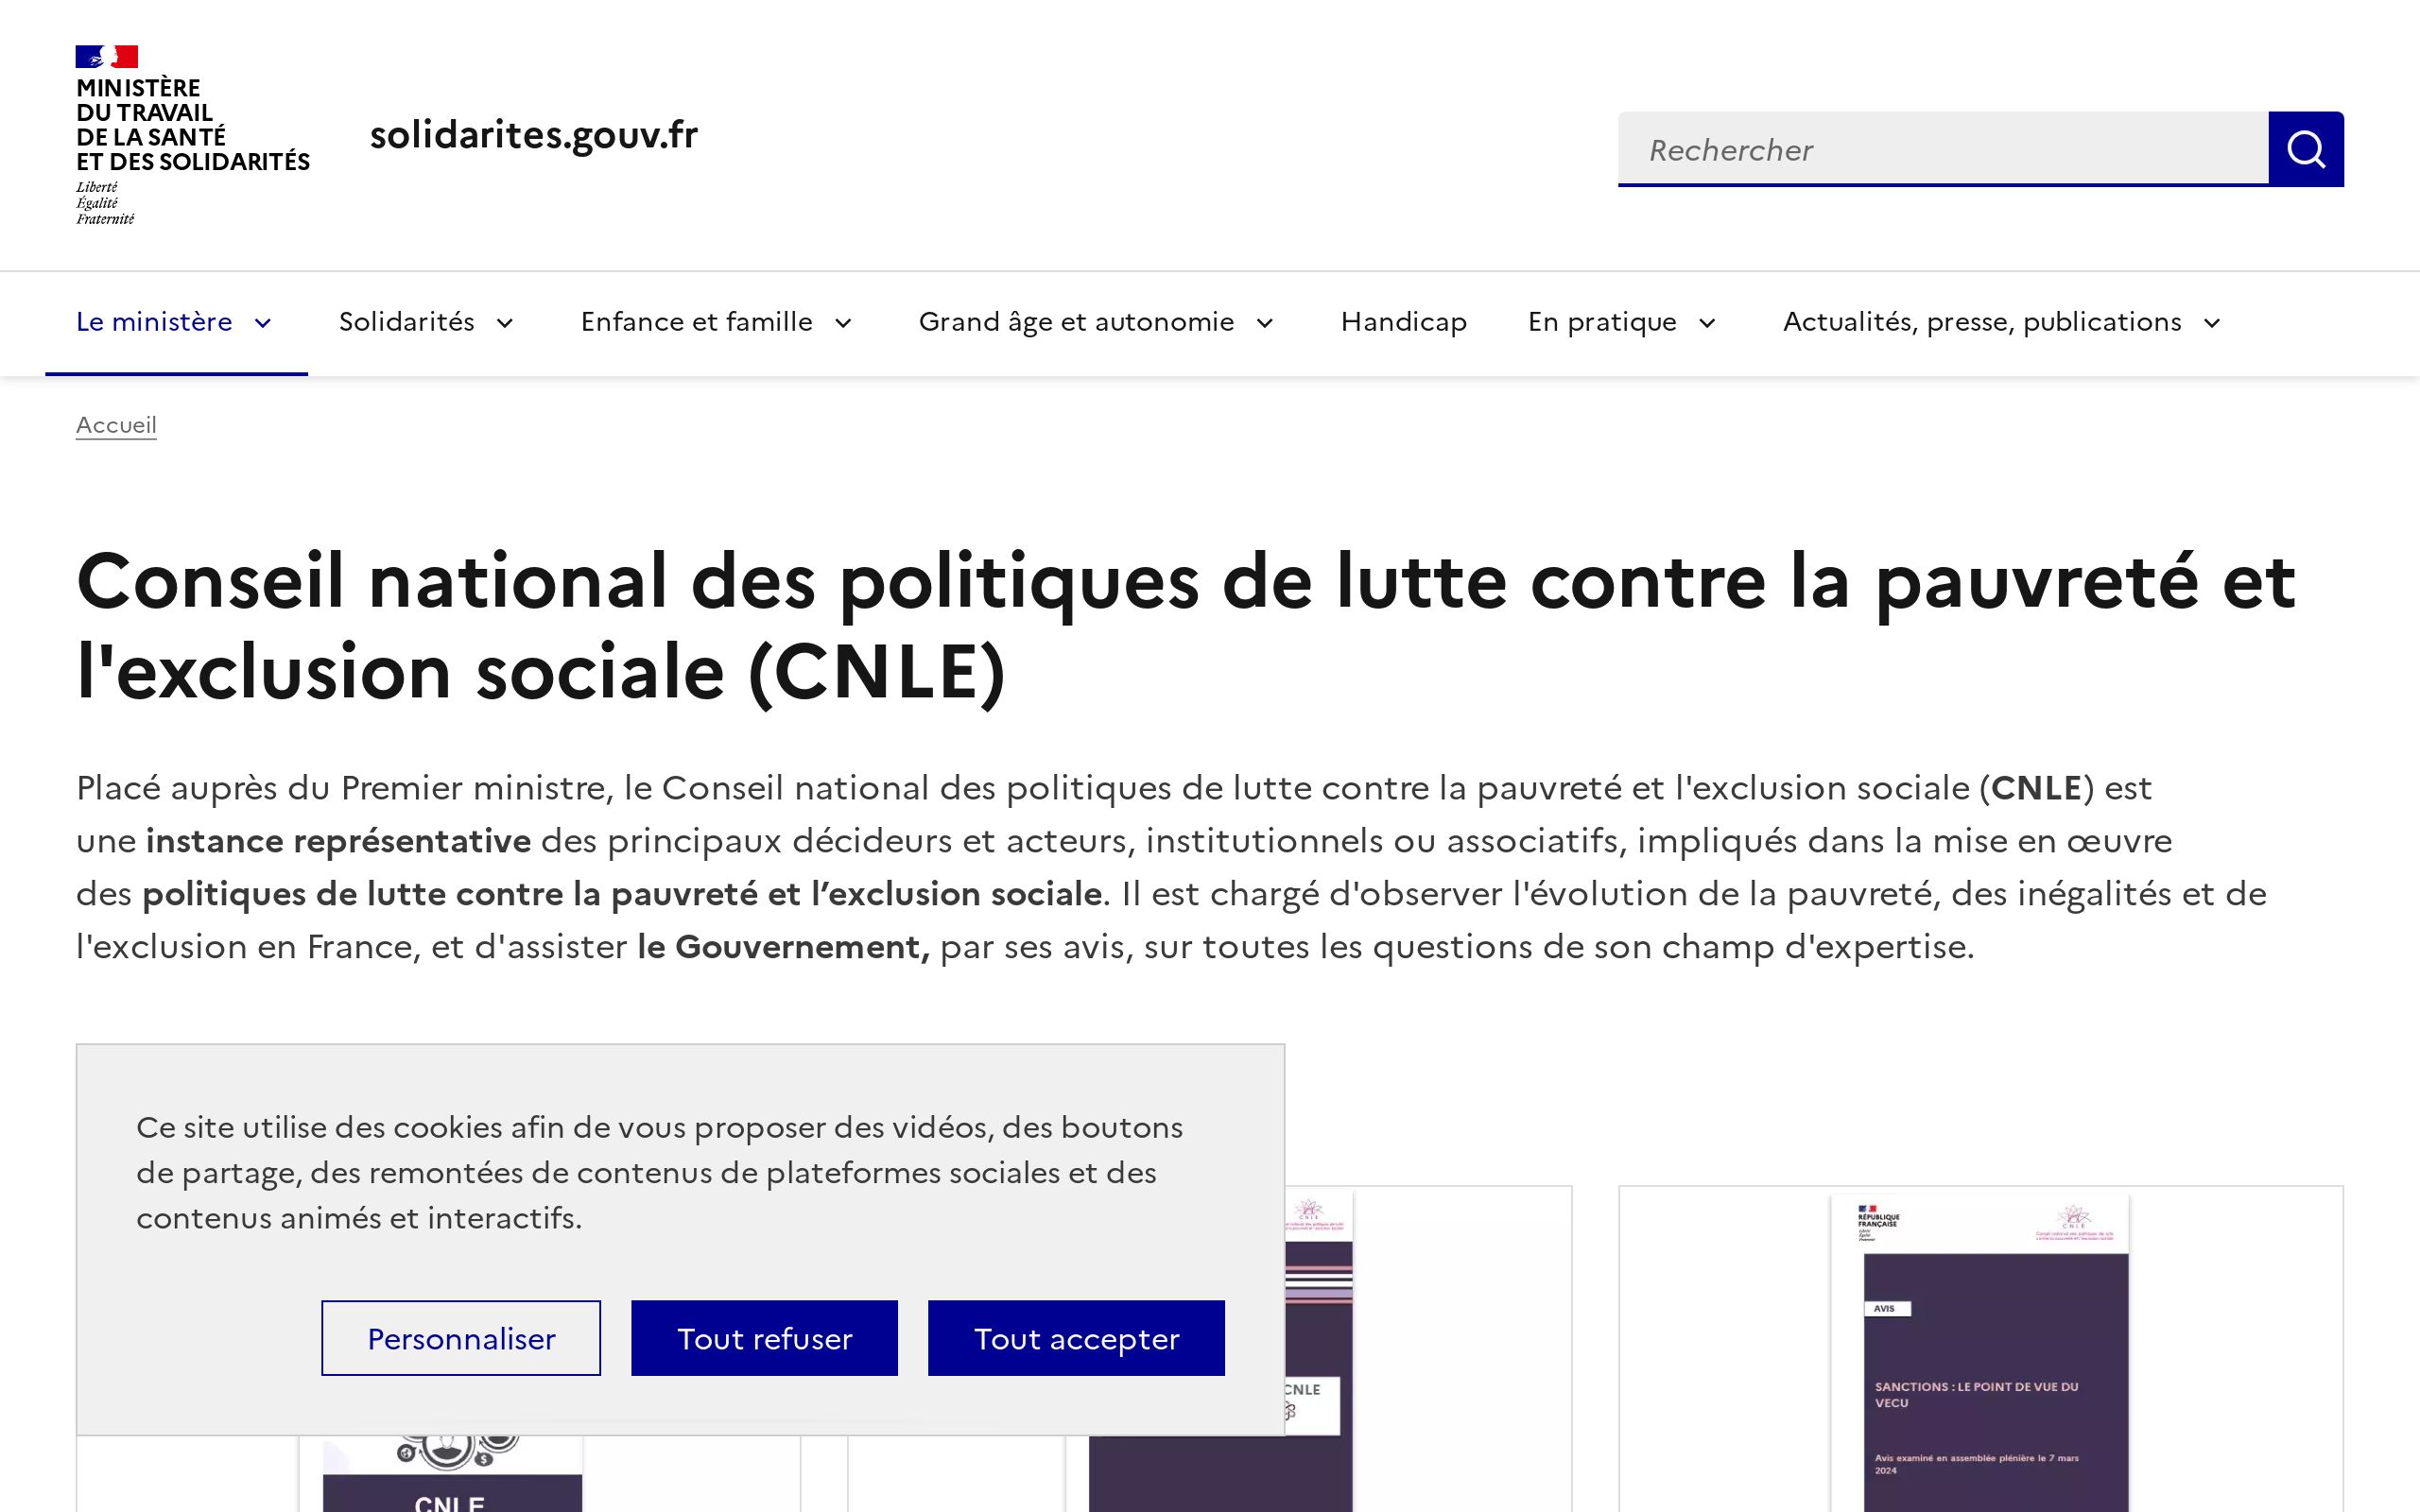 MINISTÈRE
DU TRAVAIL
DE LA SANTÉ
ET DES SOLIDARITÉS
Liberté
Égalité
Fraternité
solidarites.gouv.fr
Rechercher
Le ministère
Solidarités
Enfance et famille
Grand âge et autonomie
Handicap
En pratique
Actualités, presse, publications
Accueil
Conseil national des politiques de lutte contre la pauvreté et
l'exclusion sociale (CNLE)
Placé auprès du Premier ministre, le Conseil national des politiques de lutte contre la pauvreté et l'exclusion sociale (CNLE) est
une instance représentative des principaux décideurs et acteurs, institutionnels ou associatifs, impliqués dans la mise en œuvre
des politiques de lutte contre la pauvreté et l’exclusion sociale. Il est chargé d'observer l'évolution de la pauvreté, des inégalités et de
l'exclusion en France, et d'assister le Gouvernement, par ses avis, sur toutes les questions de son champ d'expertise.
Ce site utilise des cookies afin de vous proposer des vidéos, des boutons
de partage, des remontées de contenus de plateformes sociales et des
contenus animés et interactifs.
Personnaliser
Tout refuser
Tout accepter
CNLE
CNLE
CNLE
RÉPUBLIQUE
FRANÇAISE
Liberté
Égalité
Fraternité
CNLE
AVIS
SANCTIONS : LE POINT DE VUE DU
VECU
Avis examiné en assemblée plénière le 7 mars
2024